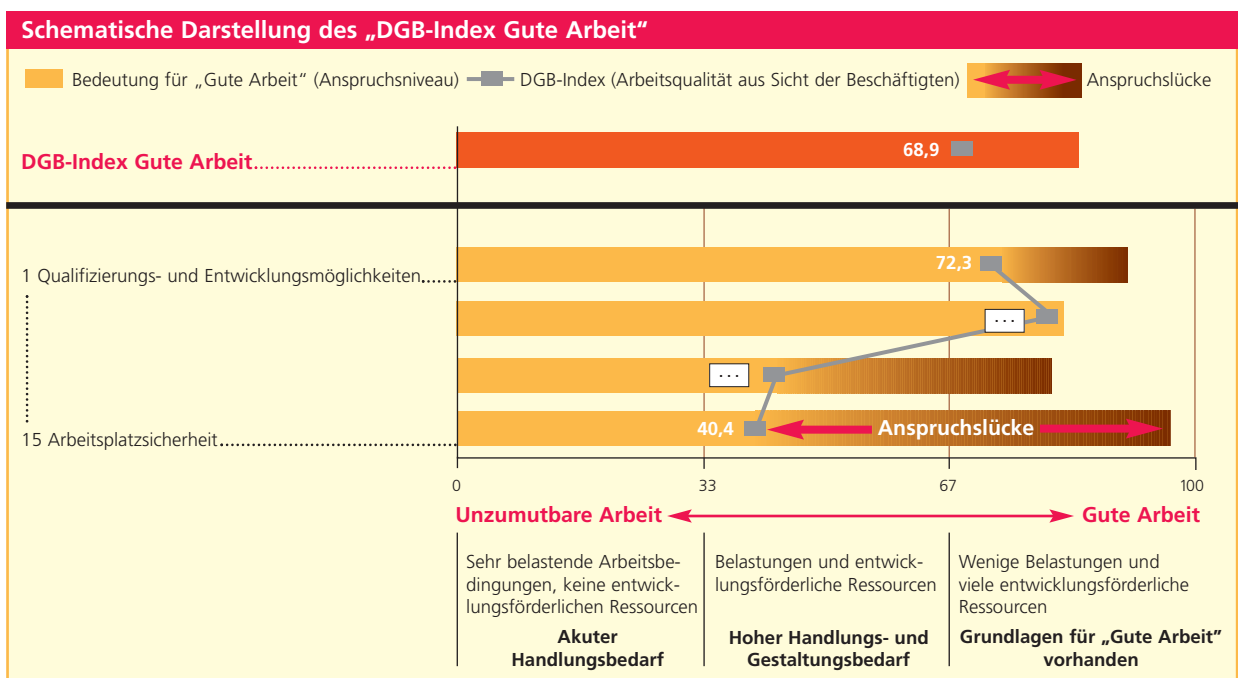 Schematische Darstellung des „DGB-Index Gute Arbeit“
Bedeutung für „Gute Arbeit“ (Anspruchsniveau)
DGB-Index (Arbeitsqualität aus Sicht der Beschäftigten)
Anspruchslücke
DGB-Index Gute Arbeit
68,9
1 Qualifizierungs- und Entwicklungsmöglichkeiten
72,3
...
...
15 Arbeitsplatzsicherheit
40,4
Anspruchslücke
0
33
67
100
Unzumutbare Arbeit
Gute Arbeit
Sehr belastende Arbeitsbe-
dingungen, keine entwick-
lungsförderlichen Ressourcen
Akuter
Handlungsbedarf
Belastungen und entwick-
lungsförderliche Ressourcen
Hoher Handlungs- und
Gestaltungsbedarf
Wenige Belastungen und
viele entwicklungsförderliche
Ressourcen
Grundlagen für „Gute Arbeit“
vorhanden